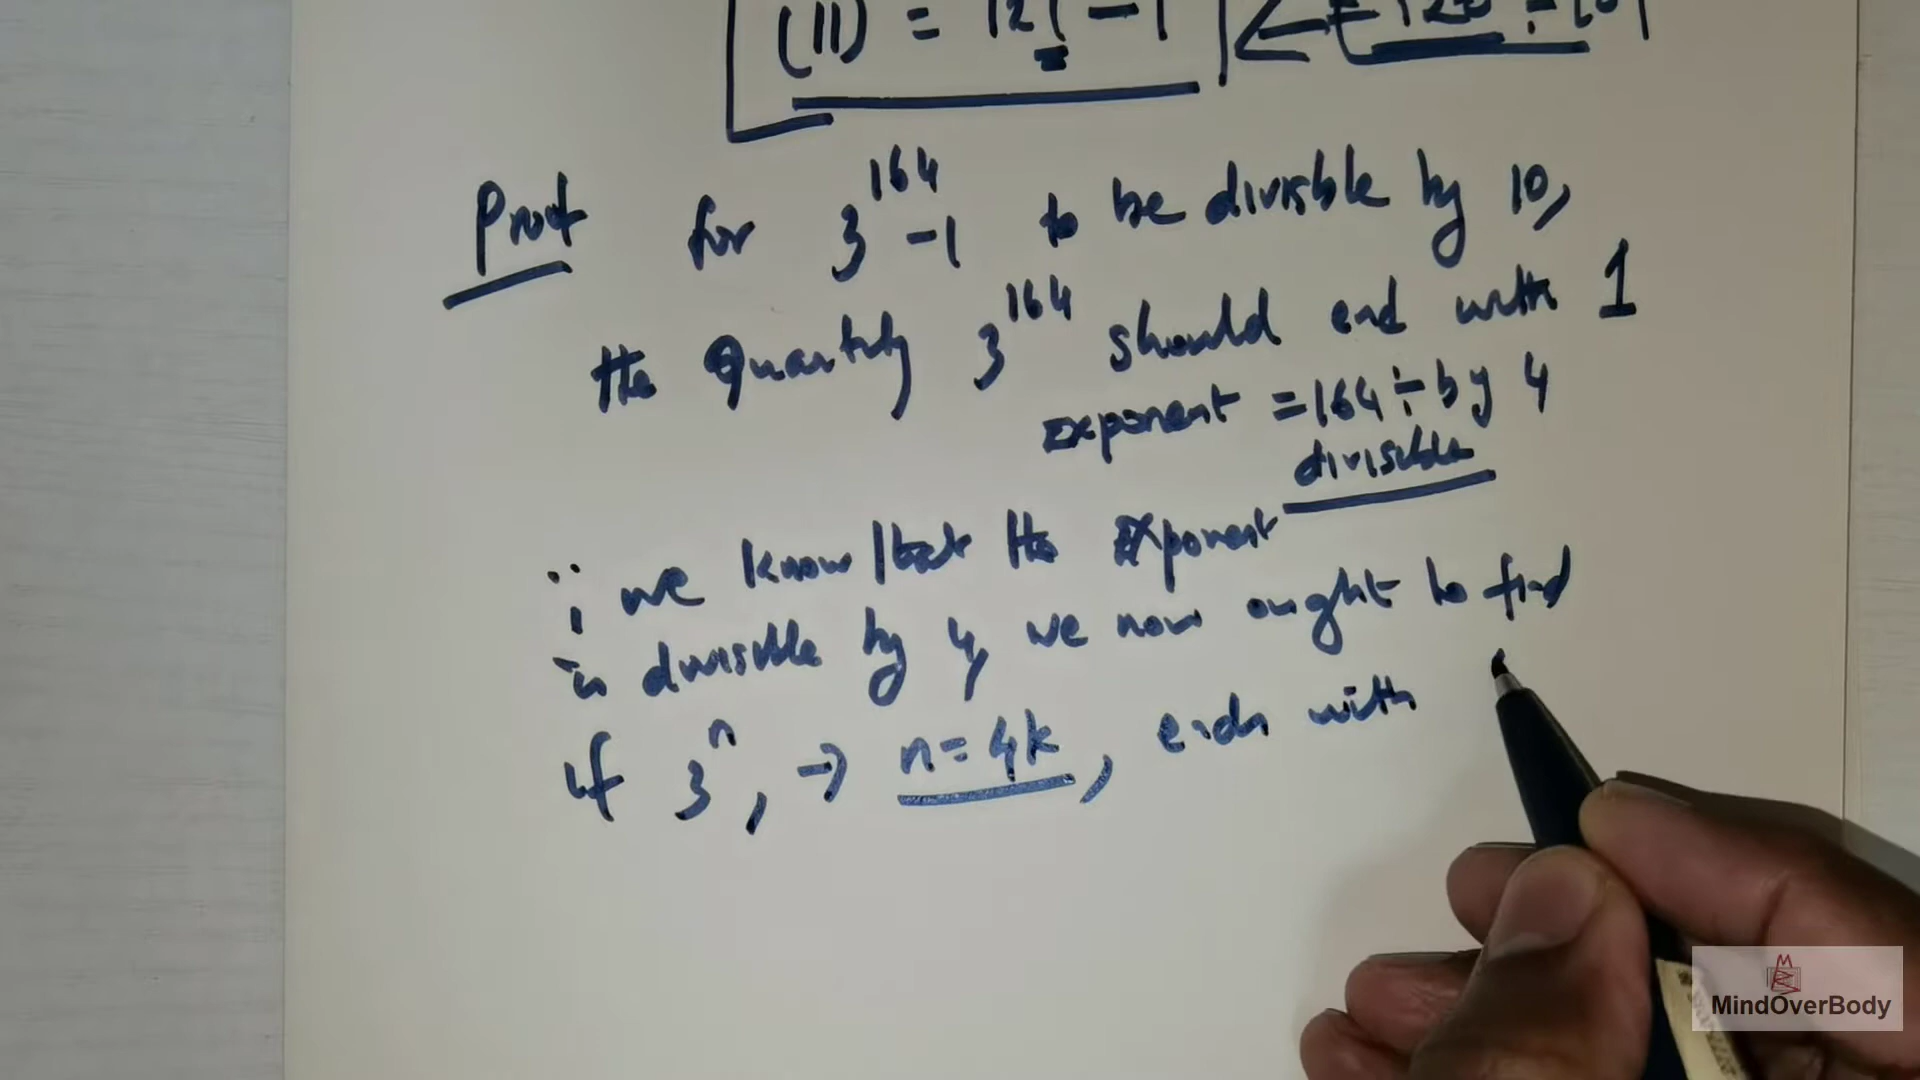 (11) = 121 - 1
Proof for 3^164 - 1 to be divisible by 10,
the Quantity 3^164 should end with 1
Exponent = 164 ÷ by 4
divisible
∵ we know that the Exponent
is divisible by 4, we now ought to find
if 3^n, → n = 4k, ends with
MindOverBody